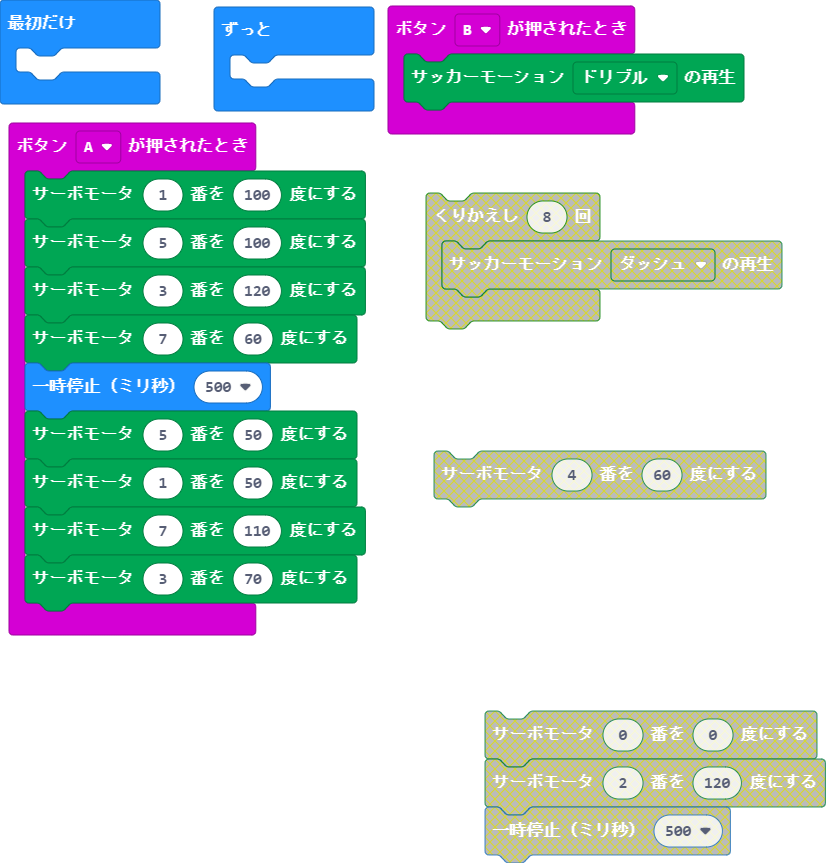 最初だけ
ずっと
ボタン B が押されたとき
サッカーモーション ドリブル の再生
ボタン A が押されたとき
サーボモータ 1 番を 100 度にする
サーボモータ 5 番を 100 度にする
サーボモータ 3 番を 120 度にする
サーボモータ 7 番を 60 度にする
一時停止（ミリ秒） 500
サーボモータ 5 番を 50 度にする
サーボモータ 1 番を 50 度にする
サーボモータ 7 番を 110 度にする
サーボモータ 3 番を 70 度にする
くりかえし 8 回
サッカーモーション ダッシュ の再生
サーボモータ 4 番を 60 度にする
サーボモータ 0 番を 0 度にする
サーボモータ 2 番を 120 度にする
一時停止（ミリ秒） 500